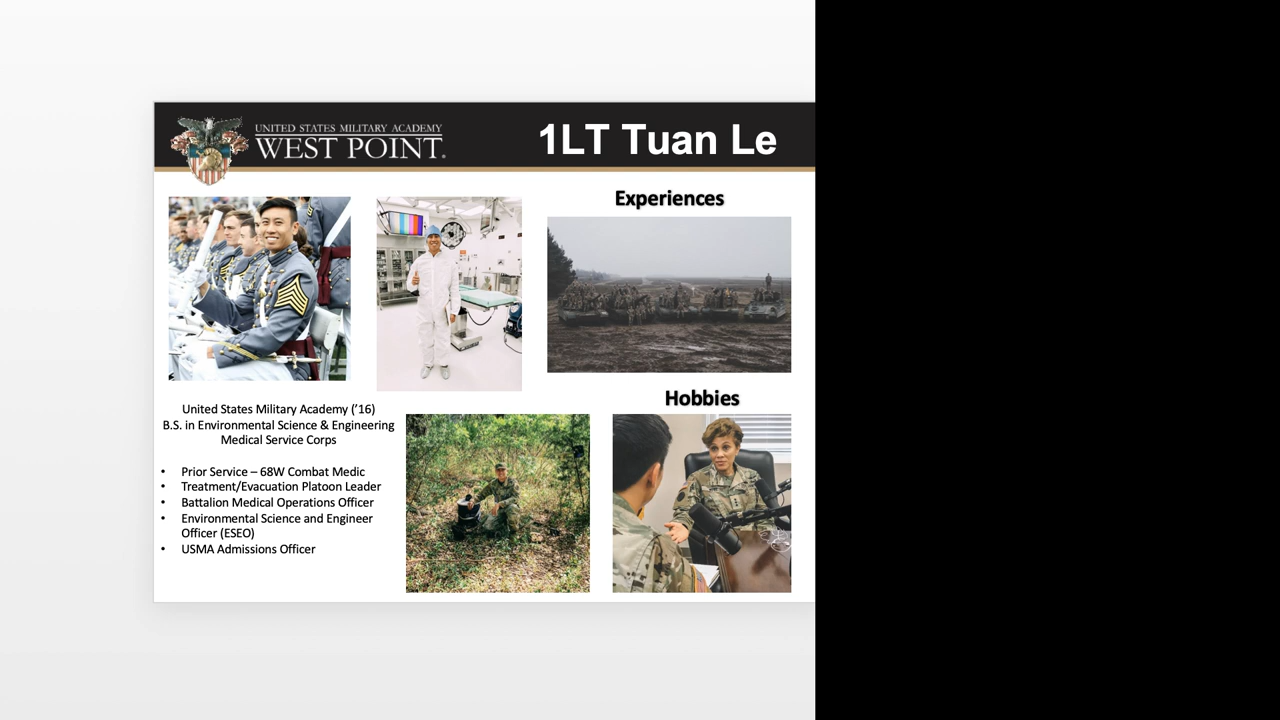 UNITED STATES MILITARY ACADEMY
WEST POINT.
1LT Tuan Le
Experiences
Hobbies
United States Military Academy (’16)
B.S. in Environmental Science & Engineering
Medical Service Corps
• Prior Service – 68W Combat Medic
• Treatment/Evacuation Platoon Leader
• Battalion Medical Operations Officer
• Environmental Science and Engineer
Officer (ESEO)
• USMA Admissions Officer